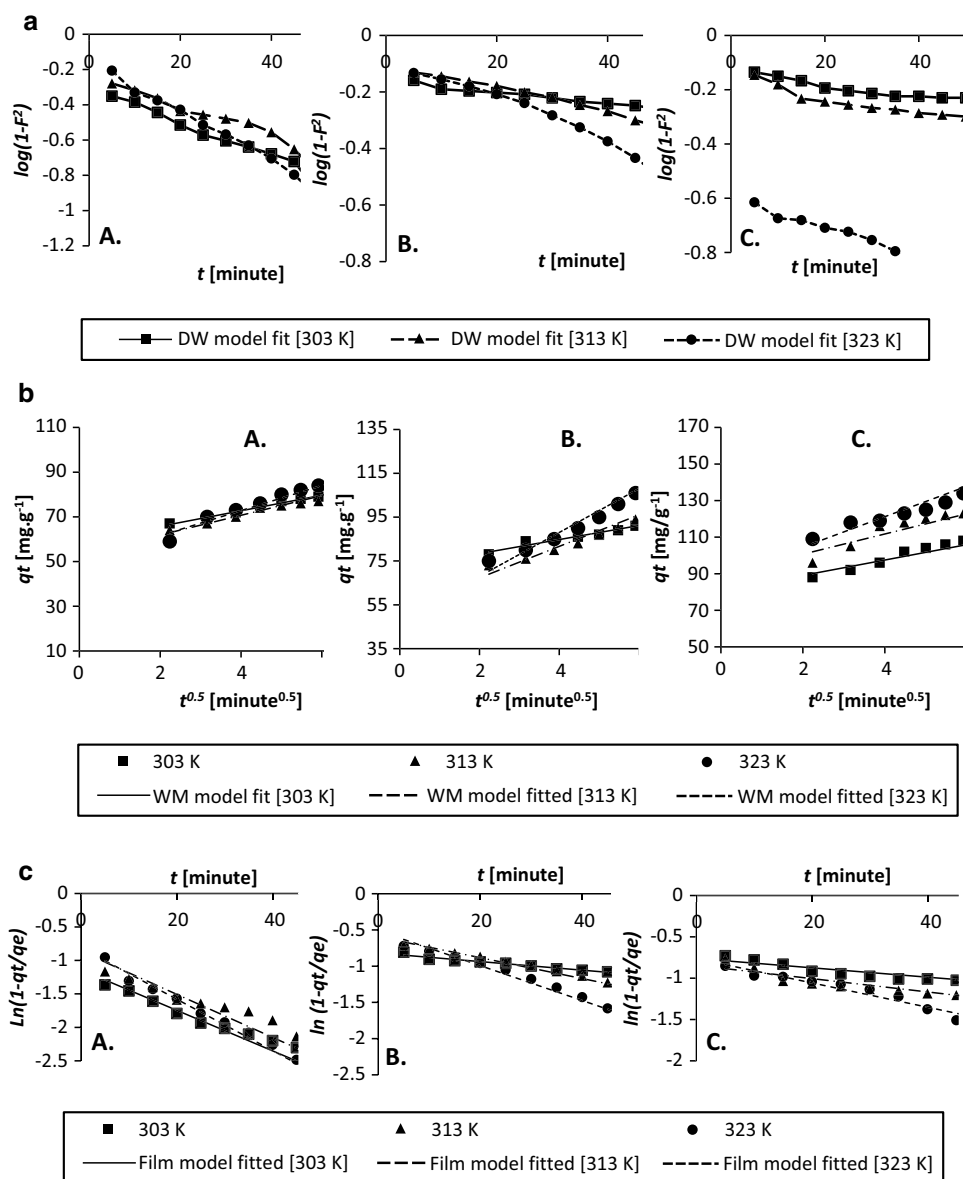 a
0
0 20 40
-0.2
-0.4
-0.6
-0.8
-1
-1.2
log(1-F²)
A.
t [minute]
0
0 20 40
-0.2
-0.4
-0.6
-0.8
log(1-F²)
B.
t [minute]
0
0 20 40
-0.2
-0.4
-0.6
-0.8
log(1-F²)
C.
t [minute]
DW model fit [303 K] DW model fit [313 K] DW model fit [323 K]
b
110
90
70
50
30
10
qt [mg.g⁻¹]
A.
0 2 4 6
t⁰·⁵ [minute⁰·⁵]
135
115
95
75
55
35
qt [mg.g⁻¹]
B.
0 2 4 6
t⁰·⁵ [minute⁰·⁵]
170
150
130
110
90
70
50
qt [mg/g⁻¹]
C.
0 2 4 6
t⁰·⁵ [minute⁰·⁵]
303 K 313 K 323 K
WM model fit [303 K] WM model fitted [313 K] WM model fitted [323 K]
c
t [minute]
0
0 20 40
-0.5
-1
-1.5
-2
-2.5
Ln(1-qt/qe)
A.
t [minute]
0
0 20 40
-0.5
-1
-1.5
-2
-2.5
ln (1-qt/qe)
B.
t [minute]
0
0 20 40
-0.5
-1
-1.5
-2
ln(1-qt/qe)
C.
303 K 313 K 323 K
Film model fitted [303 K] Film model fitted [313 K] Film model fitted [323 K]